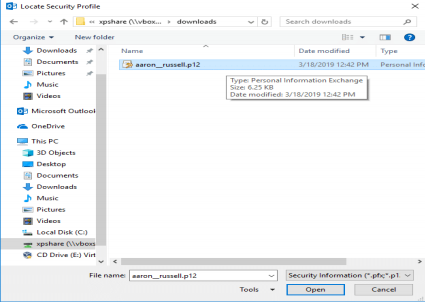 Locate Security Profile
« xpshare (\\vbox... > downloads
Search downloads
Organize
New folder
Name
Date modified
Type
Downloads
Documents
Pictures
Music
Videos
Microsoft Outlook
OneDrive
This PC
3D Objects
Desktop
Documents
Downloads
Music
Pictures
Videos
Local Disk (C:)
xpshare (\\vboxs
CD Drive (E:) Virt
aaron__russell.p12
3/18/2019 12:42 PM
Personal Info
Type: Personal Information Exchange
Size: 6.25 KB
Date modified: 3/18/2019 12:42 PM
File name:
aaron__russell.p12
Security Information (*.pfx;*.p1
Tools
Open
Cancel